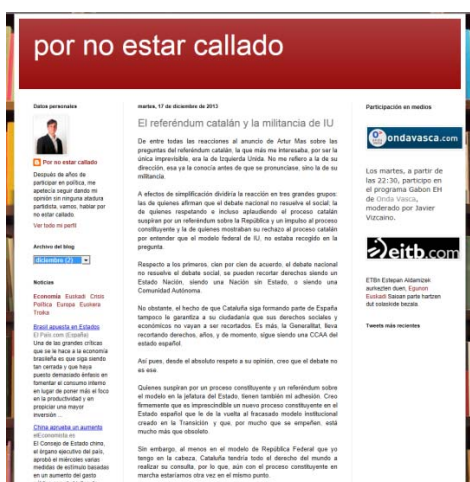 por no estar callado
Datos personales
Por no estar callado
Después de años de
participar en política, me
apetecía seguir dando mi
opinión sin ninguna atadura
partidista, vamos, hablar por
no estar callado.
Ver todo mi perfil
Archivo del blog
diciembre (2)
Noticias
Economía Euskadi Crisis
Política Europa Euskera
Troika
Brasil apuesta en Estados
El País.com (España)
Una de las grandes críticas
que se le hace a la economía
brasileña es que siga siendo
tan cerrada y que haya
puesto demasiado énfasis en
fomentar el consumo interno
en lugar de poner más el foco
en la productividad y en
propiciar una mayor
inversión ...
China aprueba un aumento
elEconomista.es
El Consejo de Estado chino,
el órgano ejecutivo del país,
aprobó el miércoles varias
medidas de estímulo basadas
en un aumento del gasto
martes, 17 de diciembre de 2013
El referéndum catalán y la militancia de IU
De entre todas las reacciones al anuncio de Artur Mas sobre las
preguntas del referéndum catalán, la que más me interesaba, por ser la
única imprevisible, era la de Izquierda Unida. No me refiero a la de su
dirección, esa ya la conocía antes de que se pronunciase, sino la de su
militancia.
A efectos de simplificación dividiría la reacción en tres grandes grupos:
las de quienes afirman que el debate nacional no resuelve el social; la
de quienes respetando e incluso aplaudiendo el proceso catalán
suspiran por un referéndum sobre la República y un impulso al proceso
constituyente y la de quienes mostraban su rechazo al proceso catalán
por entender que el modelo federal de IU, no estaba recogido en la
pregunta.
Respecto a los primeros, cien por cien de acuerdo, el debate nacional
no resuelve el debate social, se pueden recortar derechos siendo un
Estado Nación, siendo una Nación sin Estado, o siendo una
Comunidad Autónoma.
No obstante, el hecho de que Cataluña siga formando parte de España
tampoco le garantiza a su ciudadanía que sus derechos sociales y
económicos no vayan a ser recortados. Es más, la Generalitat, lleva
recortando derechos, años, y de momento, sigue siendo una CCAA del
estado español.
Así pues, desde el absoluto respeto a su opinión, creo que el debate no
es ese.
Quienes suspiran por un proceso constituyente y un referéndum sobre
el modelo en la jefatura del Estado, tienen también mi adhesión. Creo
firmemente que es imprescindible un nuevo proceso constituyente en el
Estado español que le de la vuelta al fracasado modelo institucional
creado en la Transición y que, por mucho que se empeñen, está
mucho más que obsoleto.
Sin embargo, al menos en el modelo de República Federal que yo
tengo en la cabeza, Cataluña tendría todo el derecho del mundo a
realizar su consulta, por lo que, aún con el proceso constituyente en
marcha estaríamos otra vez en el mismo punto.
Participación en medios
ondavasca.com
Los martes, a partir de
las 22:30, participo en
el programa Gabon EH
de Onda Vasca,
moderado por Javier
Vizcaino.
eitb.com
ETBn Estepan Aldamizek
aurkezten duen, Egunon
Euskadi Saioan parte hartzen
dut solaskide bezala.
Tweets más recientes